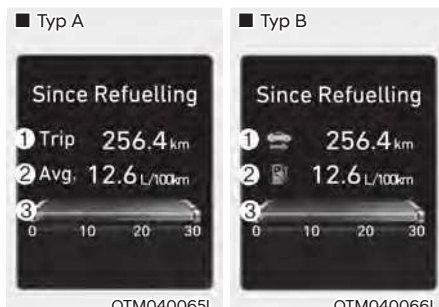 ■ Typ A
Since Refuelling
① Trip 256.4 km
② Avg. 12.6 L/100km
③
0 10 20 30
OTM040065L
■ Typ B
Since Refuelling
① 256.4 km
② 12.6 L/100km
③
0 10 20 30
OTM040066L